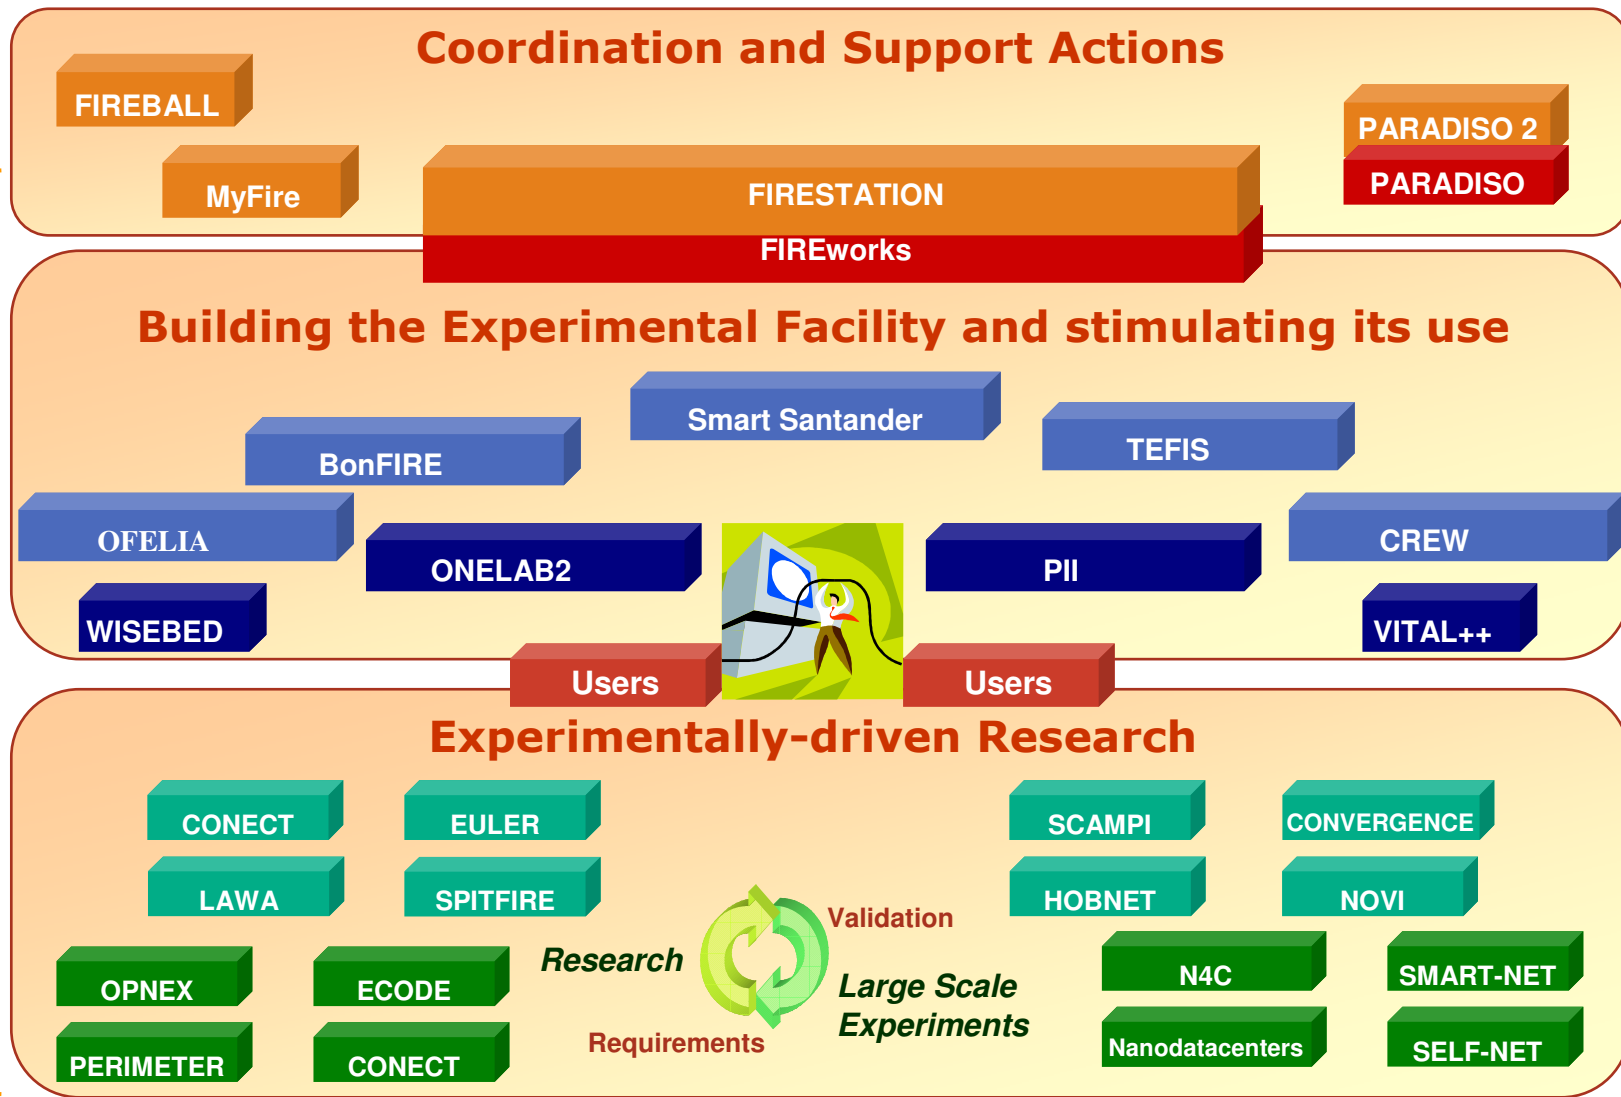 Coordination and Support Actions
FIREBALL
PARADISO 2
MyFire
FIRESTATION
PARADISO
FIREworks
Building the Experimental Facility and stimulating its use
Smart Santander
BonFIRE
TEFIS
OFELIA
ONELAB2
PII
CREW
WISEBED
VITAL++
Users
Users
Experimentally-driven Research
CONECT
EULER
SCAMPI
CONVERGENCE
LAWA
SPITFIRE
HOBNET
NOVI
Validation
Research
Large Scale
Experiments
Requirements
OPNEX
ECODE
N4C
SMART-NET
PERIMETER
CONECT
Nanodatacenters
SELF-NET